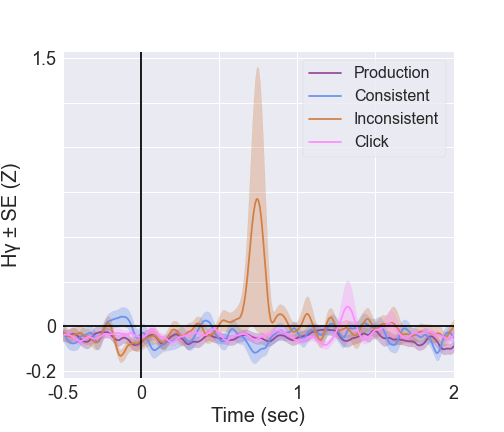 1.5
Production
Consistent
Inconsistent
Click
Hγ ± SE (Z)
0
-0.2
-0.5
0
1
2
Time (sec)